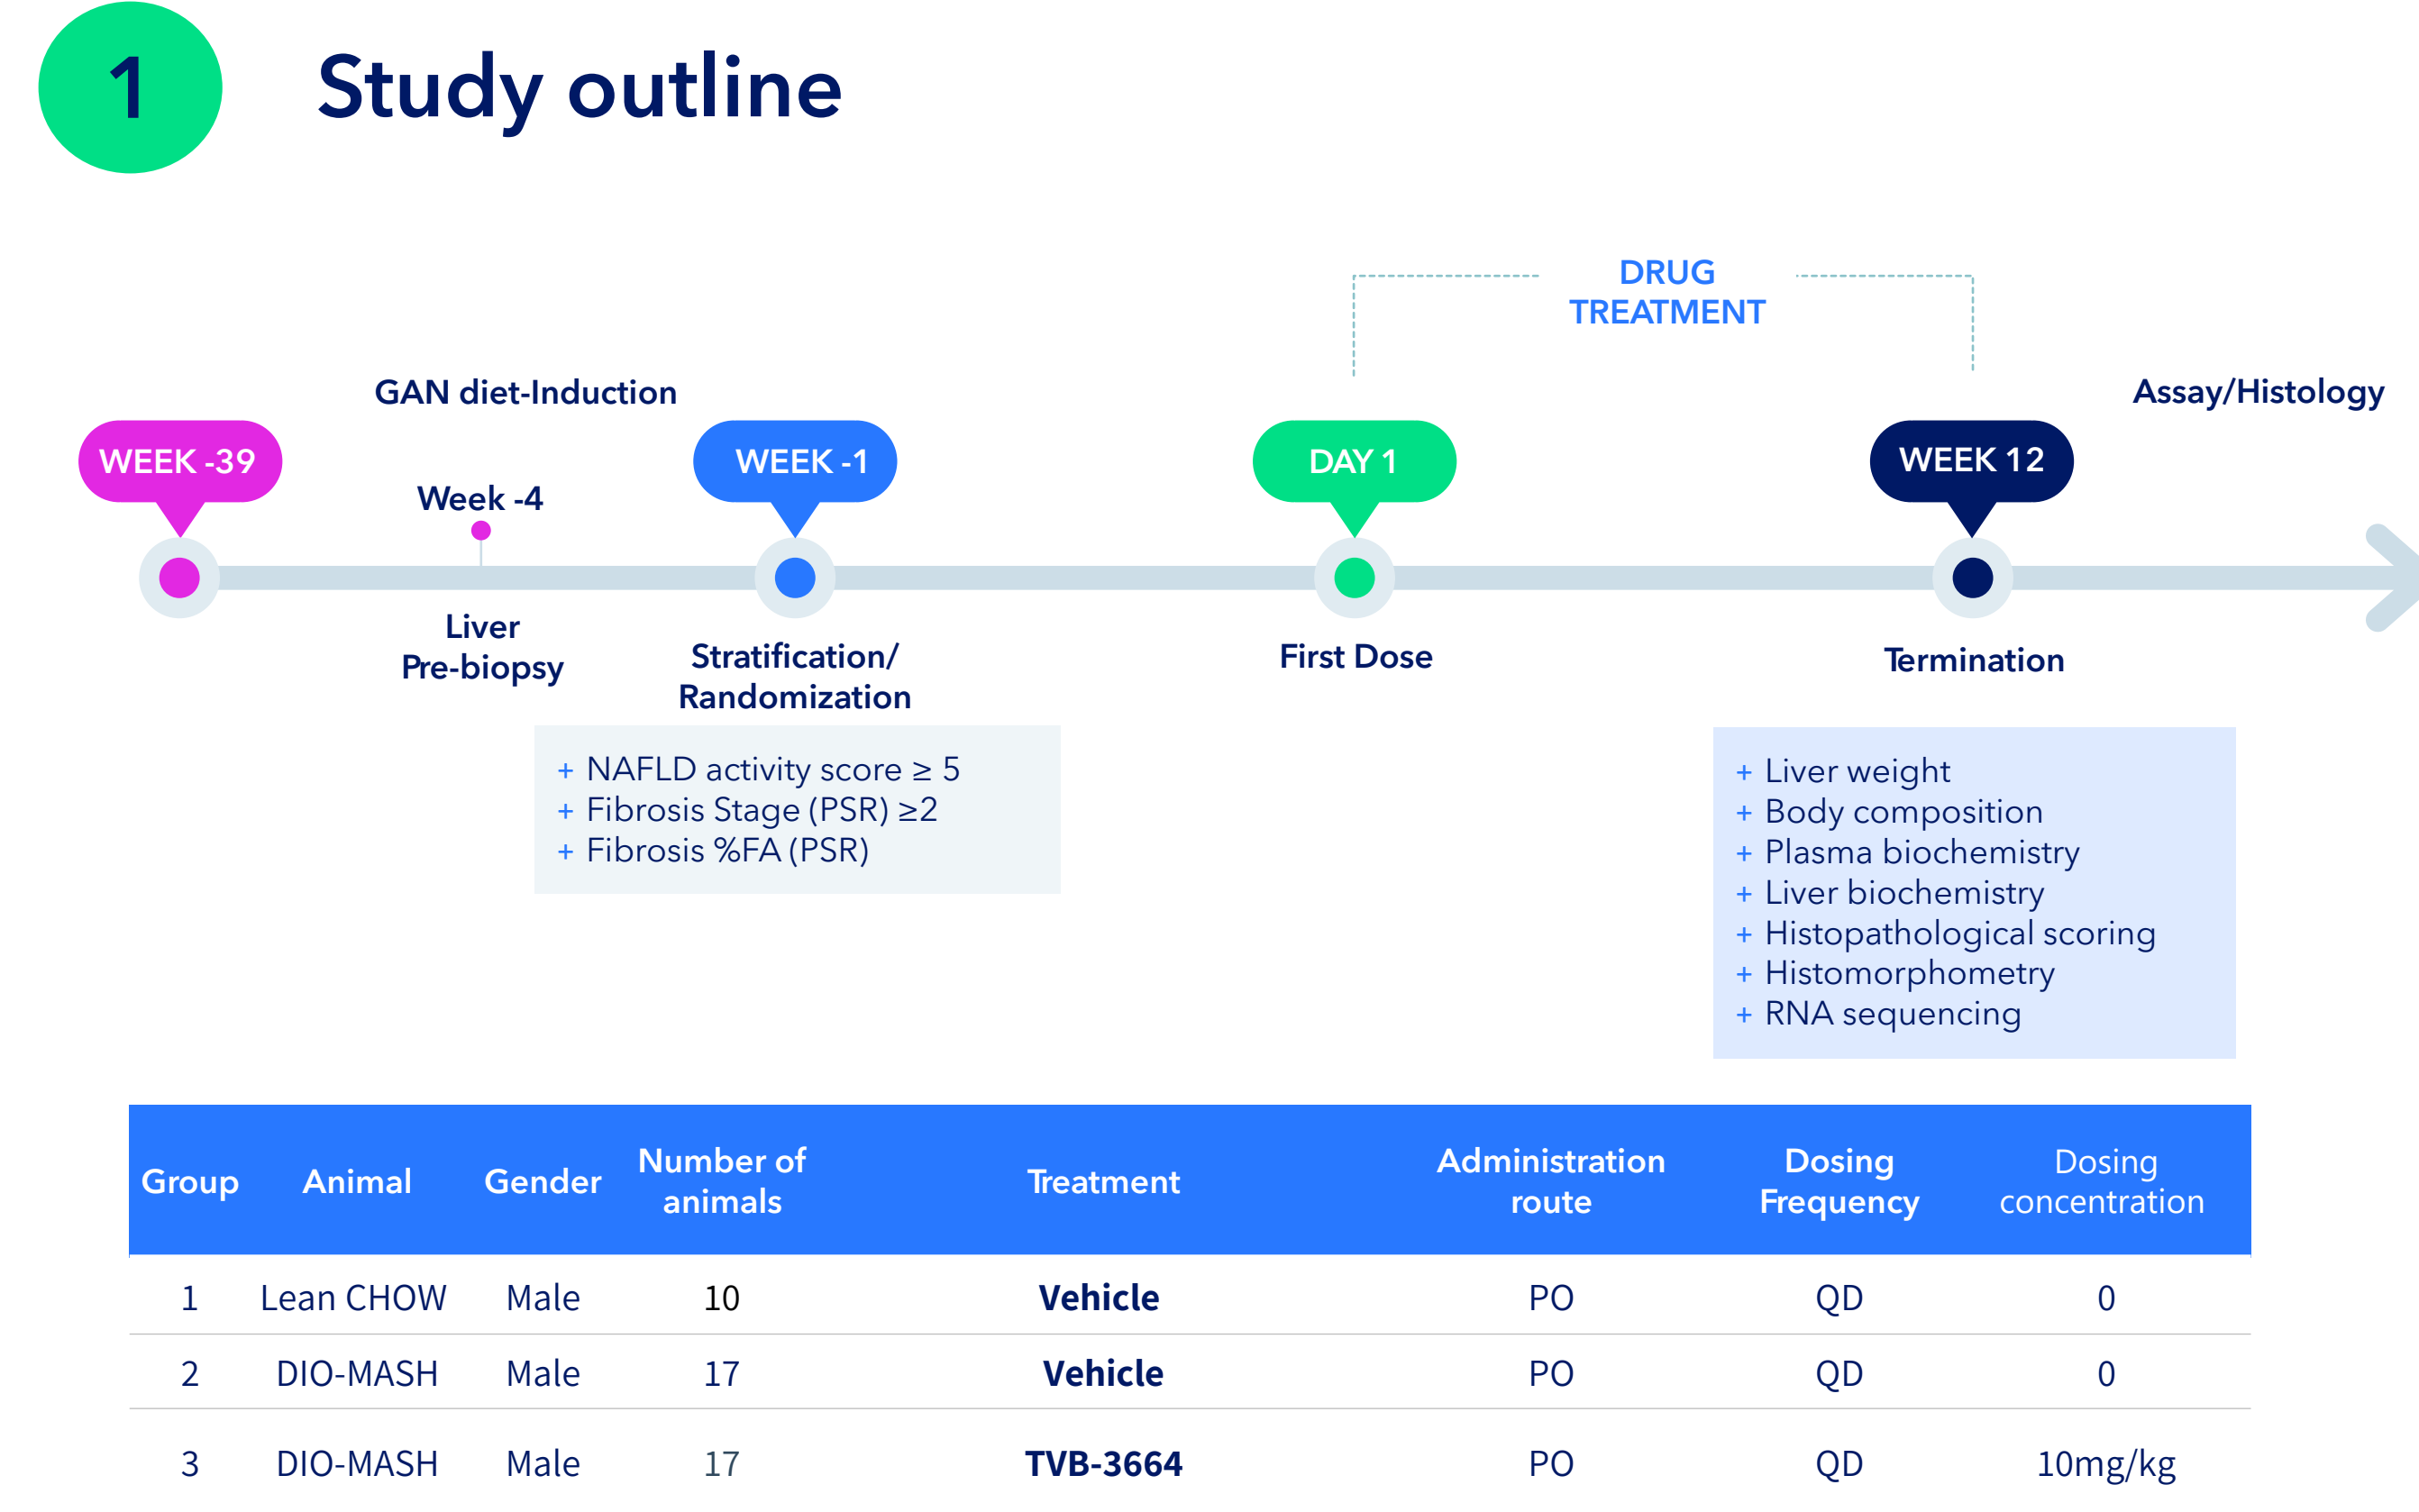 1
Study outline
DRUG
TREATMENT
GAN diet-Induction
Assay/Histology
WEEK -39
WEEK -1
DAY 1
WEEK 12
Week -4
Liver
Pre-biopsy
Stratification/
Randomization
First Dose
Termination
+ NAFLD activity score ≥ 5
+ Fibrosis Stage (PSR) ≥2
+ Fibrosis %FA (PSR)
+ Liver weight
+ Body composition
+ Plasma biochemistry
+ Liver biochemistry
+ Histopathological scoring
+ Histomorphometry
+ RNA sequencing
Group Animal Gender Number of animals Treatment Administration route Dosing Frequency Dosing concentration
1 Lean CHOW Male 10 Vehicle PO QD 0
2 DIO-MASH Male 17 Vehicle PO QD 0
3 DIO-MASH Male 17 TVB-3664 PO QD 10mg/kg